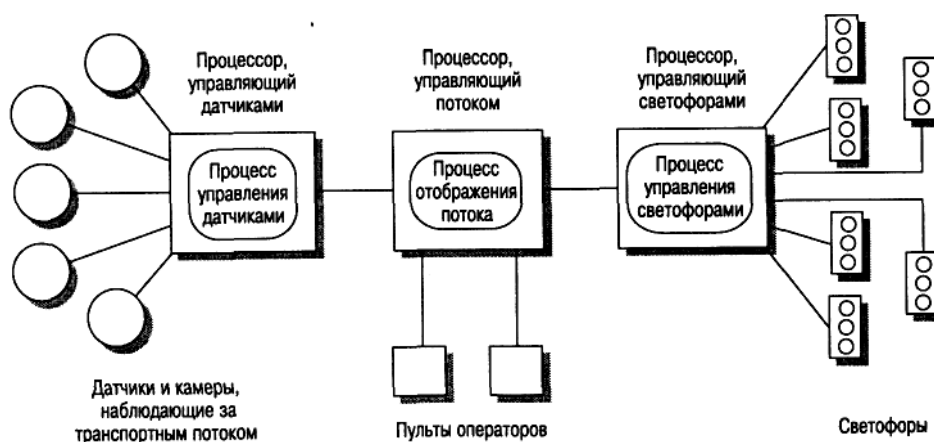 Процессор,
управляющий
датчиками
Процессор,
управляющий
потоком
Процессор,
управляющий
светофорами
Процесс
управления
датчиками
Процесс
отображения
потока
Процесс
управления
светофорами
Датчики и камеры,
наблюдающие за
транспортным потоком
Пульты операторов
Светофоры